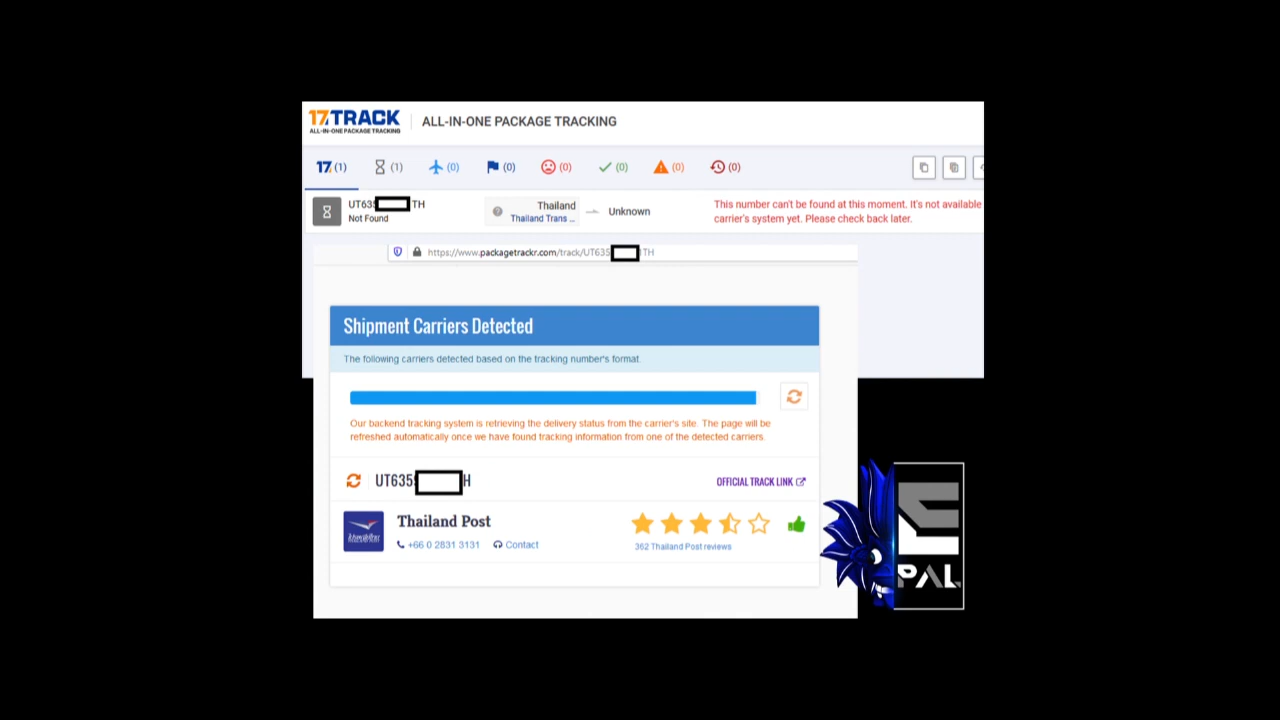 17TRACK
ALL-IN-ONE PACKAGE TRACKING
ALL-IN-ONE PACKAGE TRACKING
17 (1) (1) (0) (0) (0) (0) (0) (0)
UT635 TH
Not Found
Thailand
Thailand Trans ...
Unknown
This number can't be found at this moment. It's not available
carrier's system yet. Please check back later.
https://www.packagetrackr.com/track/UT635 TH
Shipment Carriers Detected
The following carriers detected based on the tracking number's format.
Our backend tracking system is retrieving the delivery status from the carrier's site. The page will be
refreshed automatically once we have found tracking information from one of the detected carriers.
UT635 H
OFFICIAL TRACK LINK
Thailand Post
+66 0 2831 3131 Contact
362 Thailand Post reviews
E
PAL